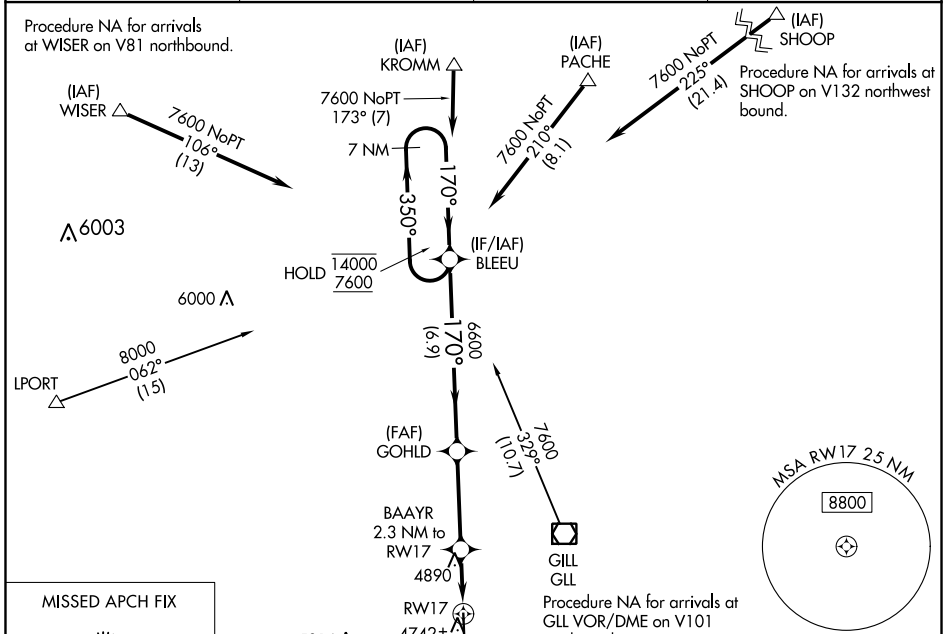 Procedure NA for arrivals
at WISER on V81 northbound.
(IAF)
WISER
7600 NoPT
106°
(13)
(IAF)
KROMM
7600 NoPT
173° (7)
7 NM
(IAF)
PACHE
7600 NoPT
210°
(8.1)
(IAF)
SHOOP
7600 NoPT
225°
(21.4)
Procedure NA for arrivals at
SHOOP on V132 northwest
bound.
170°
350°
(IF/IAF)
BLEEU
HOLD
14000
7600
6003
6000
LPORT
8000
062°
(15)
6600
170°
(6.9)
(FAF)
GOHLD
7600
329°
(10.7)
BAAYR
2.3 NM to
RW17
4890
GILL
GLL
MSA RW17 25 NM
8800
MISSED APCH FIX
RW17
4742±
Procedure NA for arrivals at
GLL VOR/DME on V101